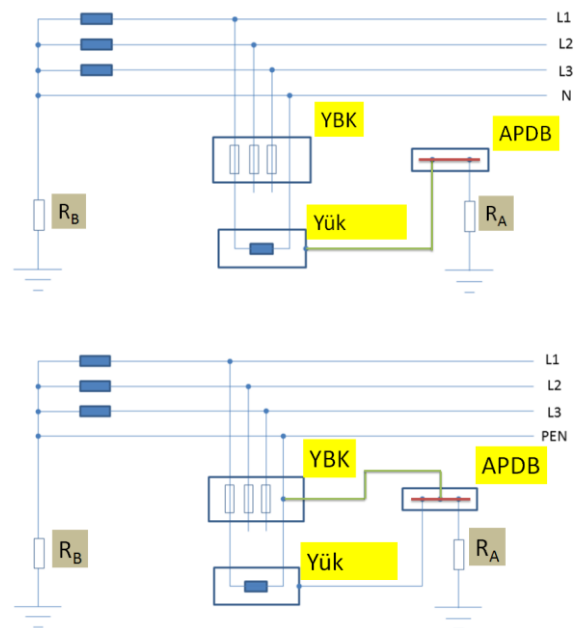 L1
L2
L3
N
YBK
APDB
R_B
Yük
R_A
L1
L2
L3
PEN
YBK
APDB
R_B
Yük
R_A